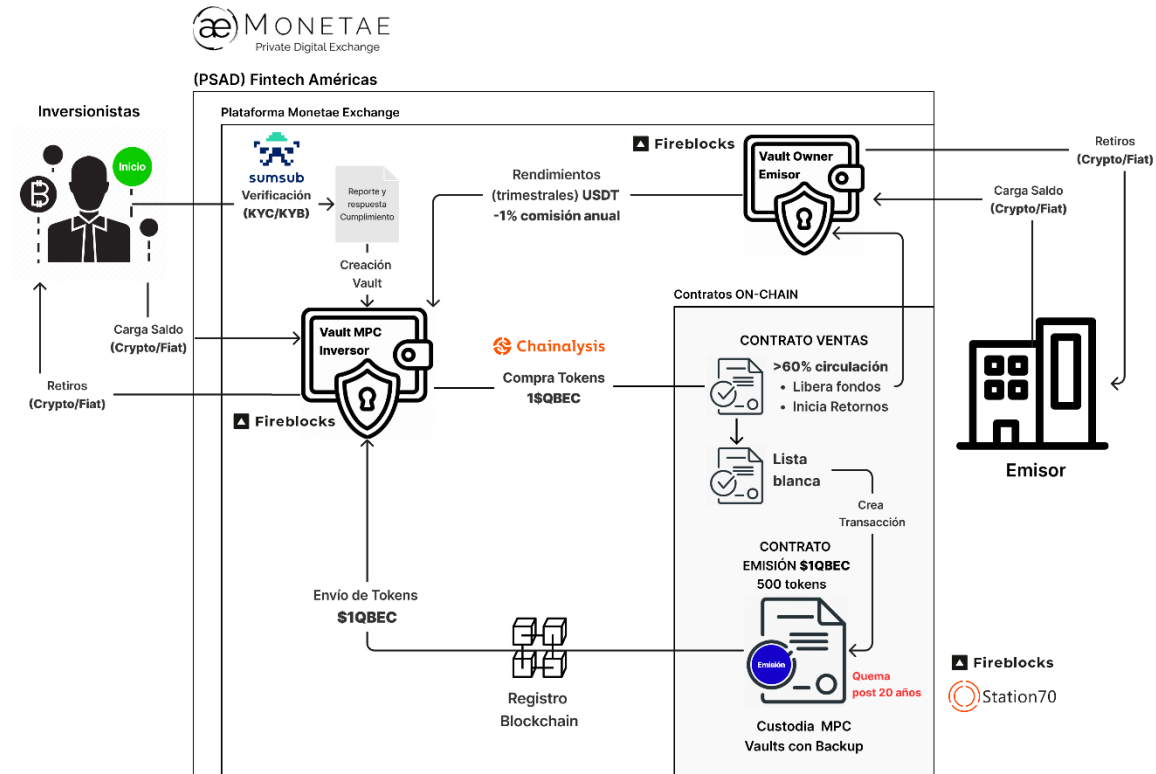 æ MONETAE
Private Digital Exchange
(PSAD) Fintech Américas
Inversionistas
Plataforma Monetae Exchange
Inicio
sumsub
Verificación
(KYC/KYB)
Reporte y
respuesta
Cumplimiento
Creación
Vault
Rendimientos
(trimestrales) USDT
-1% comisión anual
Fireblocks
Vault Owner
Emisor
Retiros
(Crypto/Fiat)
Carga Saldo
(Crypto/Fiat)
Contratos ON-CHAIN
Carga Saldo
(Crypto/Fiat)
Retiros
(Crypto/Fiat)
Vault MPC
Inversor
Fireblocks
Chainalysis
Compra Tokens
1$QBEC
CONTRATO VENTAS
>60% circulación
• Libera fondos
• Inicia Retornos
Lista
blanca
Crea
Transacción
Emisor
CONTRATO
EMISIÓN $1QBEC
500 tokens
Emisión
Quema
post 20 años
Custodia MPC
Vaults con Backup
Envío de Tokens
$1QBEC
Registro
Blockchain
Fireblocks
Station70